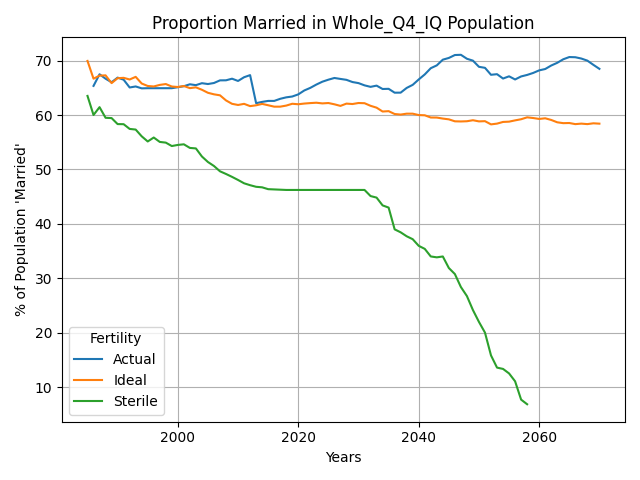 Proportion Married in Whole_Q4_IQ Population
% of Population 'Married'
70
60
50
40
30
20
10
Fertility
Actual
Ideal
Sterile
2000 2020 2040 2060
Years